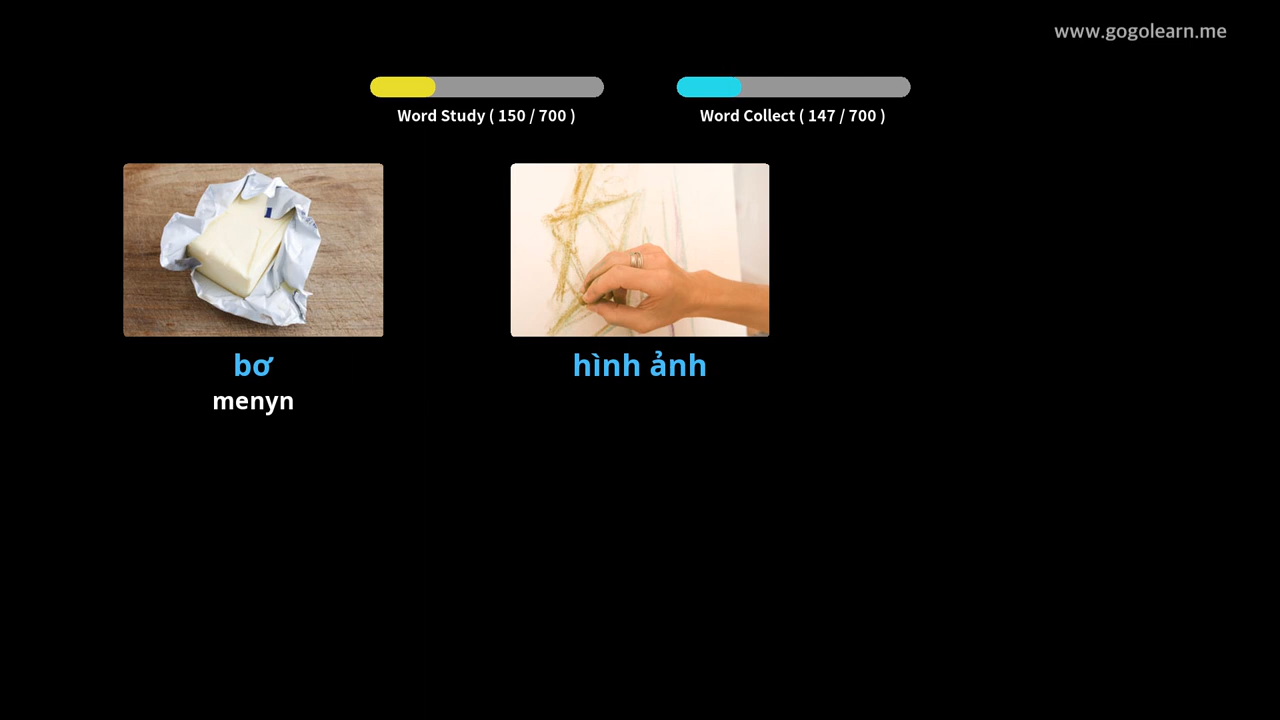 www.gogolearn.me
Word Study ( 150 / 700 )
Word Collect ( 147 / 700 )
bơ
menyn
hình ảnh